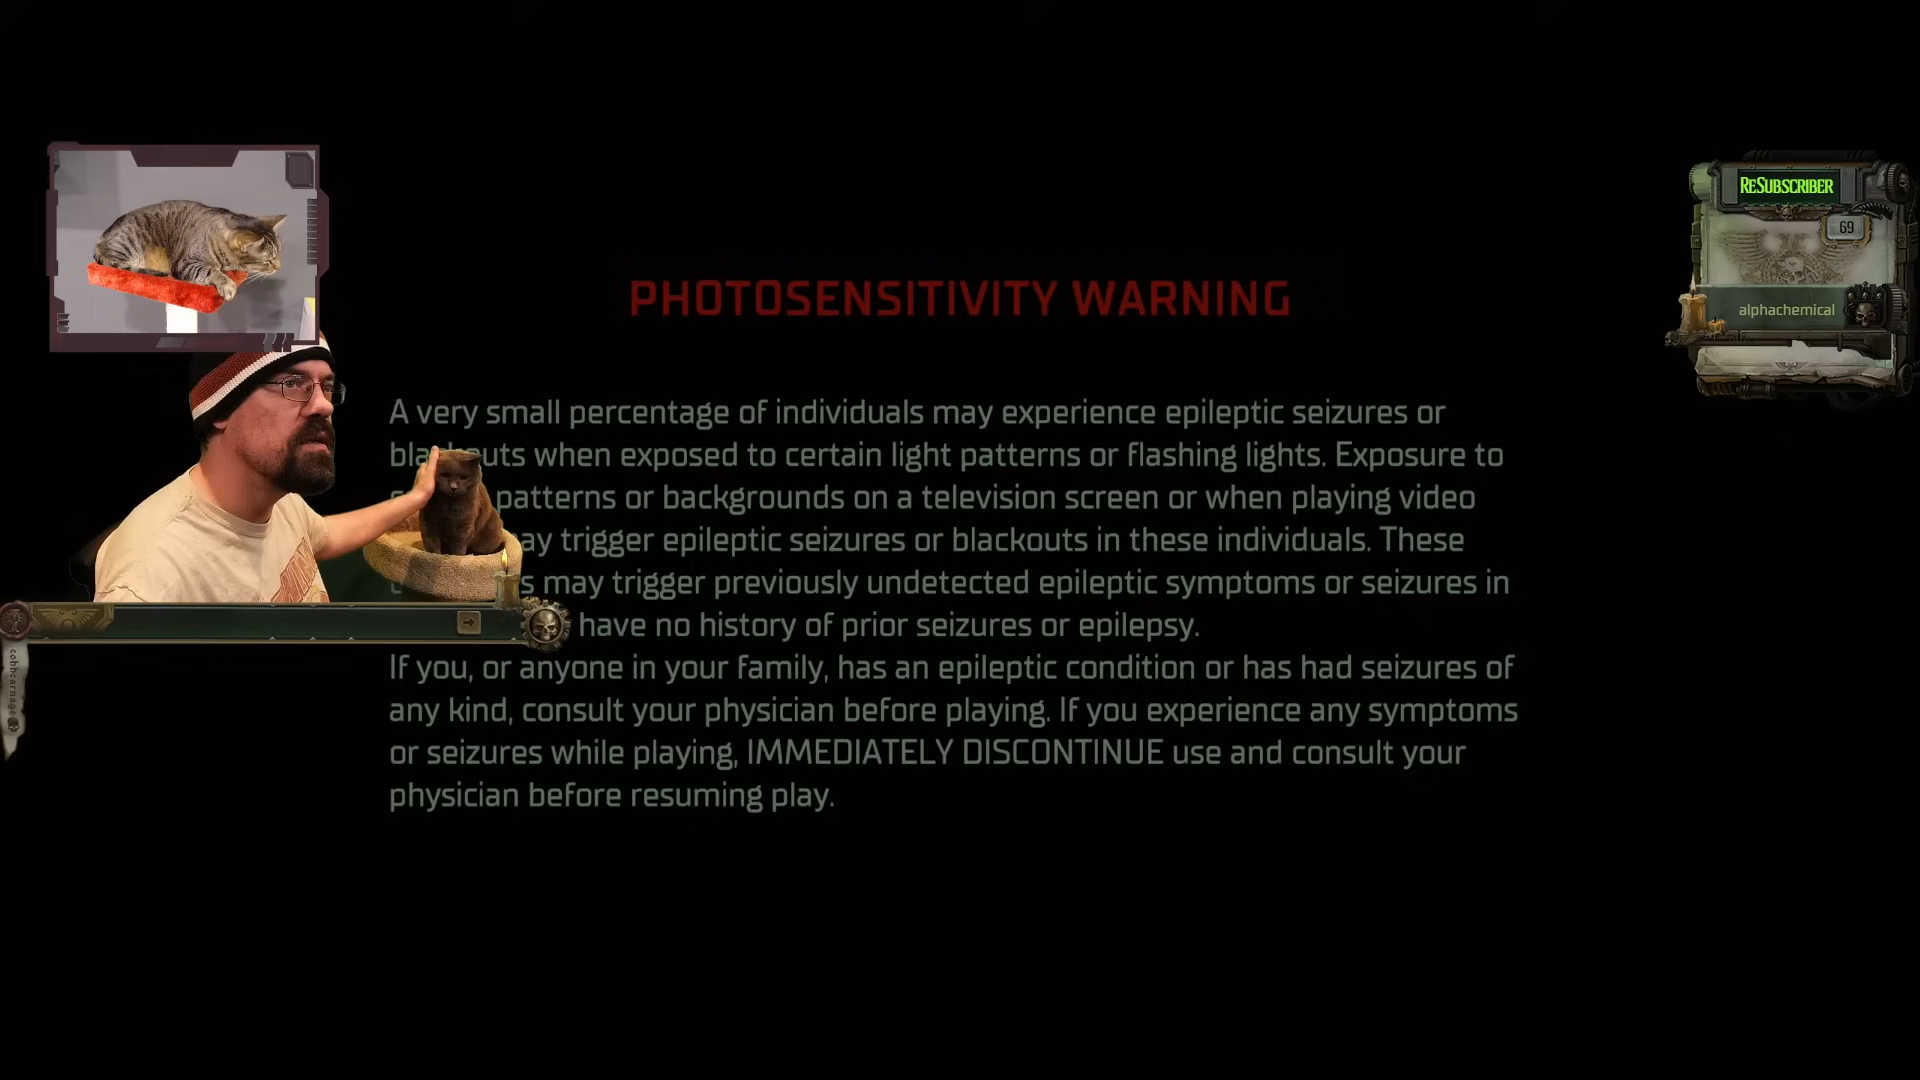 PHOTOSENSITIVITY WARNING
ReSubscriber
69
alphachemical
A very small percentage of individuals may experience epileptic seizures or
when exposed to certain light patterns or flashing lights. Exposure to
patterns or backgrounds on a television screen or when playing video
trigger epileptic seizures or blackouts in these individuals. These
may trigger previously undetected epileptic symptoms or seizures in
have no history of prior seizures or epilepsy.
If you, or anyone in your family, has an epileptic condition or has had seizures of
any kind, consult your physician before playing. If you experience any symptoms
or seizures while playing, IMMEDIATELY DISCONTINUE use and consult your
physician before resuming play.
cohhcarnage